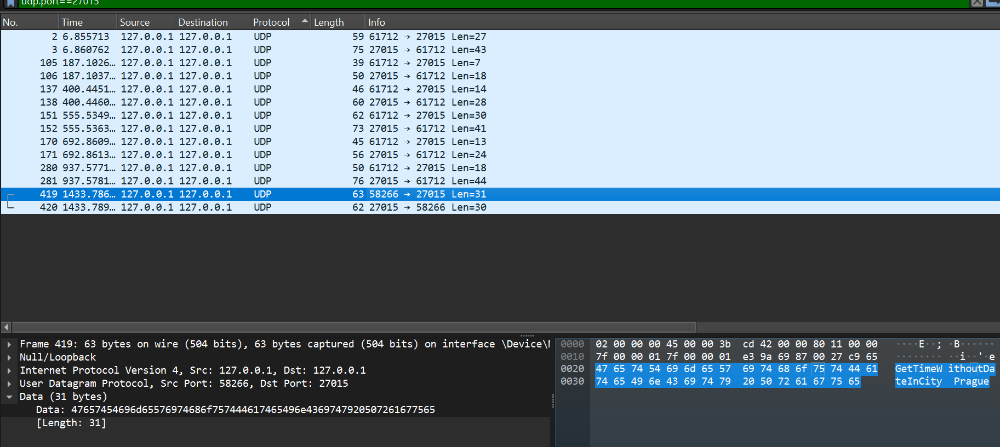 udp.port==27015
No. Time Source Destination Protocol Length Info
2 6.855713 127.0.0.1 127.0.0.1 UDP 59 61712 → 27015 Len=27
3 6.860762 127.0.0.1 127.0.0.1 UDP 75 27015 → 61712 Len=43
105 187.1026… 127.0.0.1 127.0.0.1 UDP 39 61712 → 27015 Len=7
106 187.1037… 127.0.0.1 127.0.0.1 UDP 50 27015 → 61712 Len=18
137 400.4451… 127.0.0.1 127.0.0.1 UDP 46 61712 → 27015 Len=14
138 400.4460… 127.0.0.1 127.0.0.1 UDP 60 27015 → 61712 Len=28
151 555.5349… 127.0.0.1 127.0.0.1 UDP 62 61712 → 27015 Len=30
152 555.5363… 127.0.0.1 127.0.0.1 UDP 73 27015 → 61712 Len=41
170 692.8609… 127.0.0.1 127.0.0.1 UDP 45 61712 → 27015 Len=13
171 692.8613… 127.0.0.1 127.0.0.1 UDP 56 27015 → 61712 Len=24
280 937.5771… 127.0.0.1 127.0.0.1 UDP 50 61712 → 27015 Len=18
281 937.5781… 127.0.0.1 127.0.0.1 UDP 76 27015 → 61712 Len=44
419 1433.786… 127.0.0.1 127.0.0.1 UDP 63 58266 → 27015 Len=31
420 1433.789… 127.0.0.1 127.0.0.1 UDP 62 27015 → 58266 Len=30
Frame 419: 63 bytes on wire (504 bits), 63 bytes captured (504 bits) on interface \Device\N
Null/Loopback
Internet Protocol Version 4, Src: 127.0.0.1, Dst: 127.0.0.1
User Datagram Protocol, Src Port: 58266, Dst Port: 27015
Data (31 bytes)
Data: 47657454696d65576974686f757444617465496e4369747920507261677565
[Length: 31]
0000 02 00 00 00 45 00 00 3b cd 42 00 00 80 11 00 00 ····E··; ·B······
0010 7f 00 00 01 7f 00 00 01 e3 9a 69 87 00 27 c9 65 ········ ··i··'·e
0020 47 65 74 54 69 6d 65 57 69 74 68 6f 75 74 44 61 GetTimeW ithoutDa
0030 74 65 49 6e 43 69 74 79 20 50 72 61 67 75 65 teInCity Prague